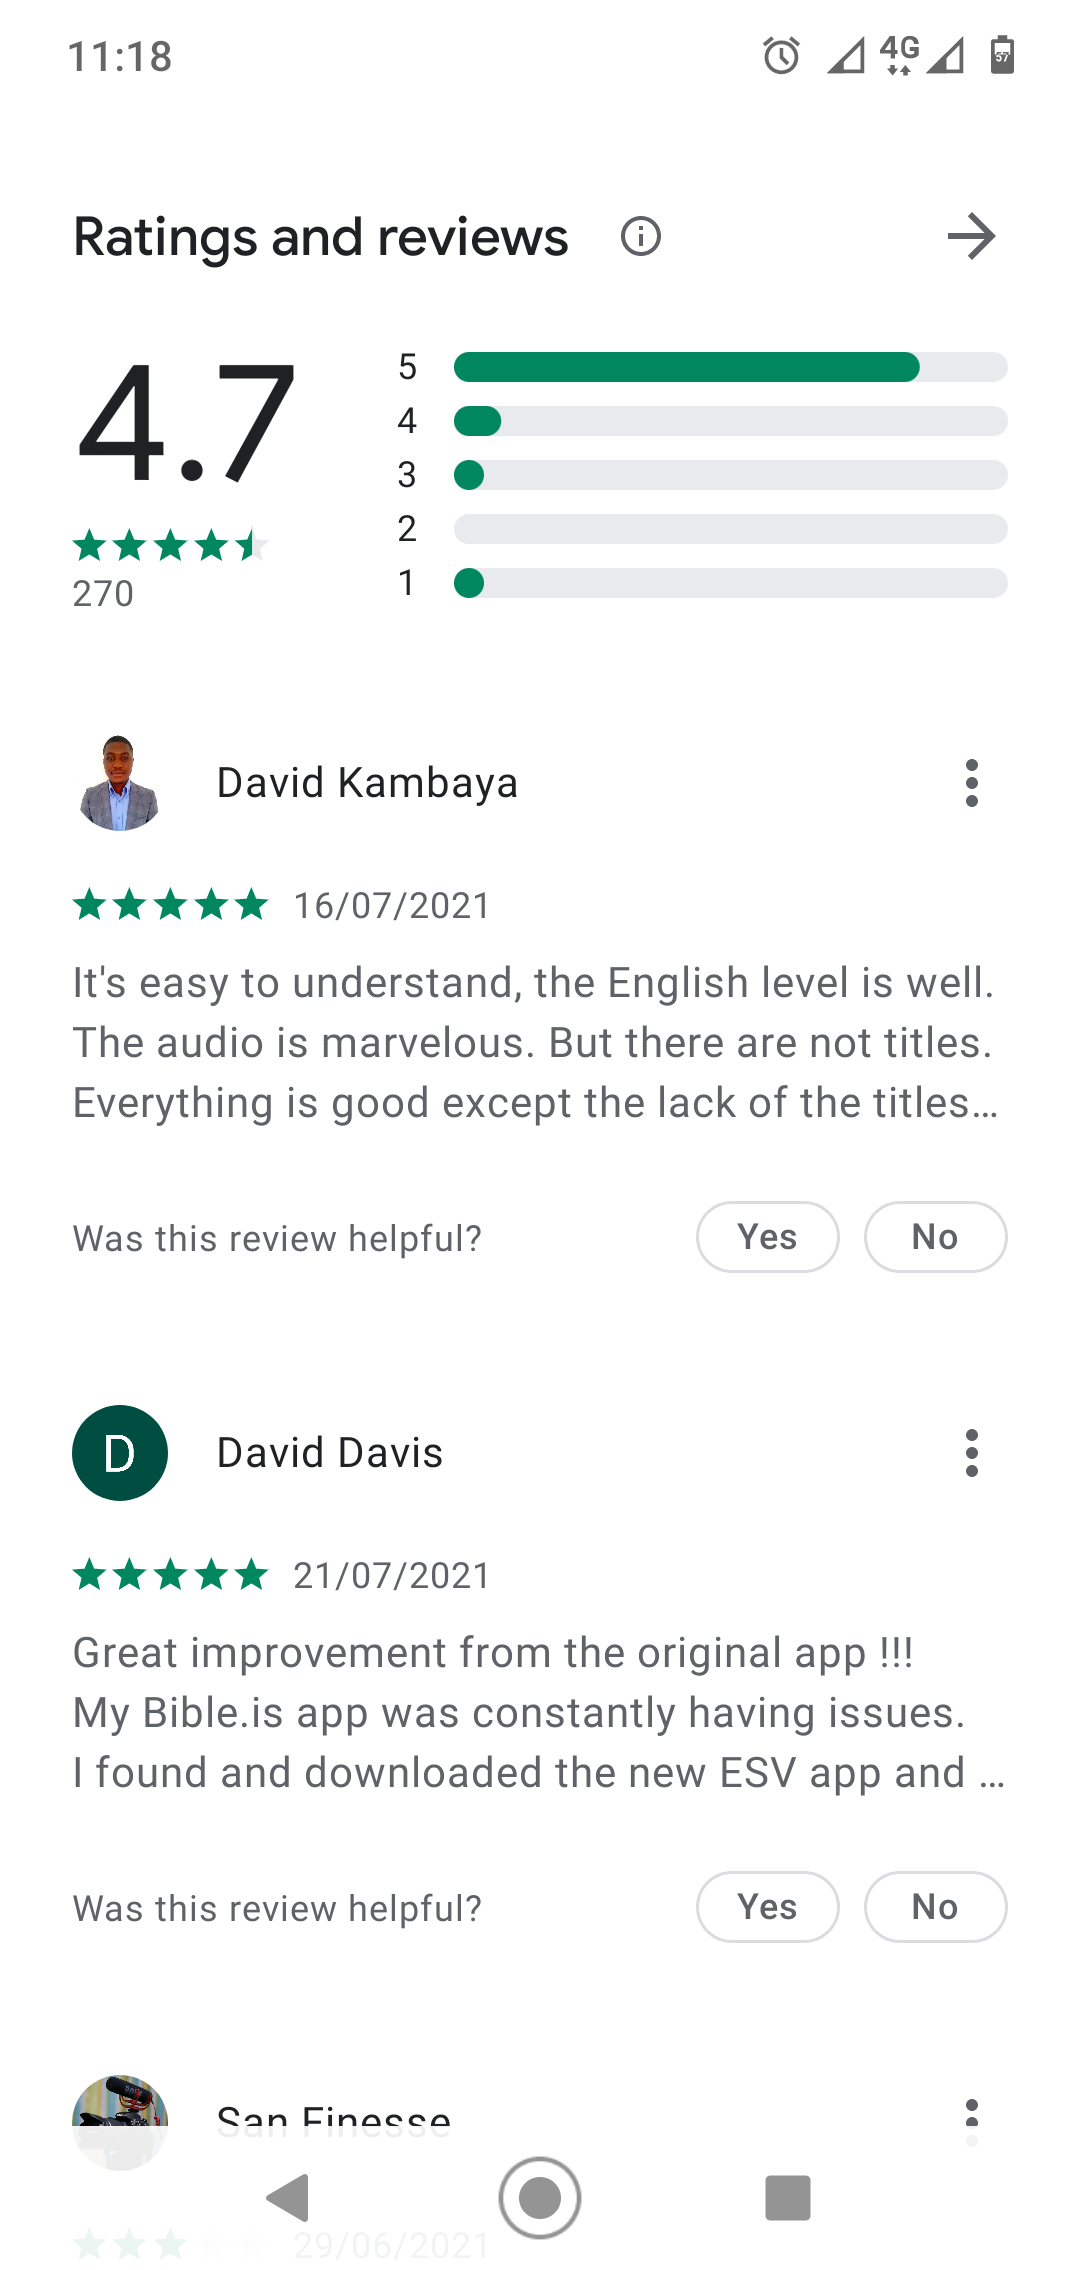 11:18
4G
57
Ratings and reviews
4.7
270
5
4
3
2
1
David Kambaya
16/07/2021
It's easy to understand, the English level is well.
The audio is marvelous. But there are not titles.
Everything is good except the lack of the titles…
Was this review helpful?
Yes
No
D
David Davis
21/07/2021
Great improvement from the original app !!!
My Bible.is app was constantly having issues.
I found and downloaded the new ESV app and …
Was this review helpful?
Yes
No
San Finesse
29/06/2021